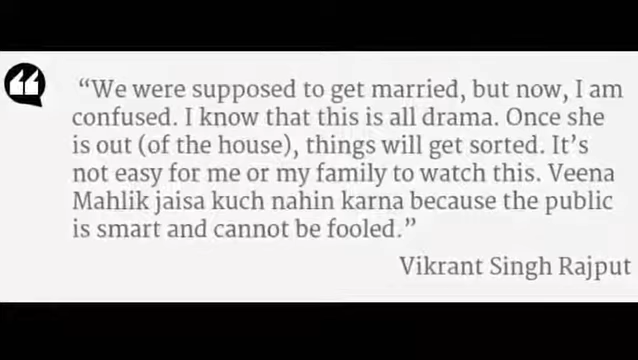 “We were supposed to get married, but now, I am
confused. I know that this is all drama. Once she
is out (of the house), things will get sorted. It’s
not easy for me or my family to watch this. Veena
Mahlik jaisa kuch nahin karna because the public
is smart and cannot be fooled.”
Vikrant Singh Rajput